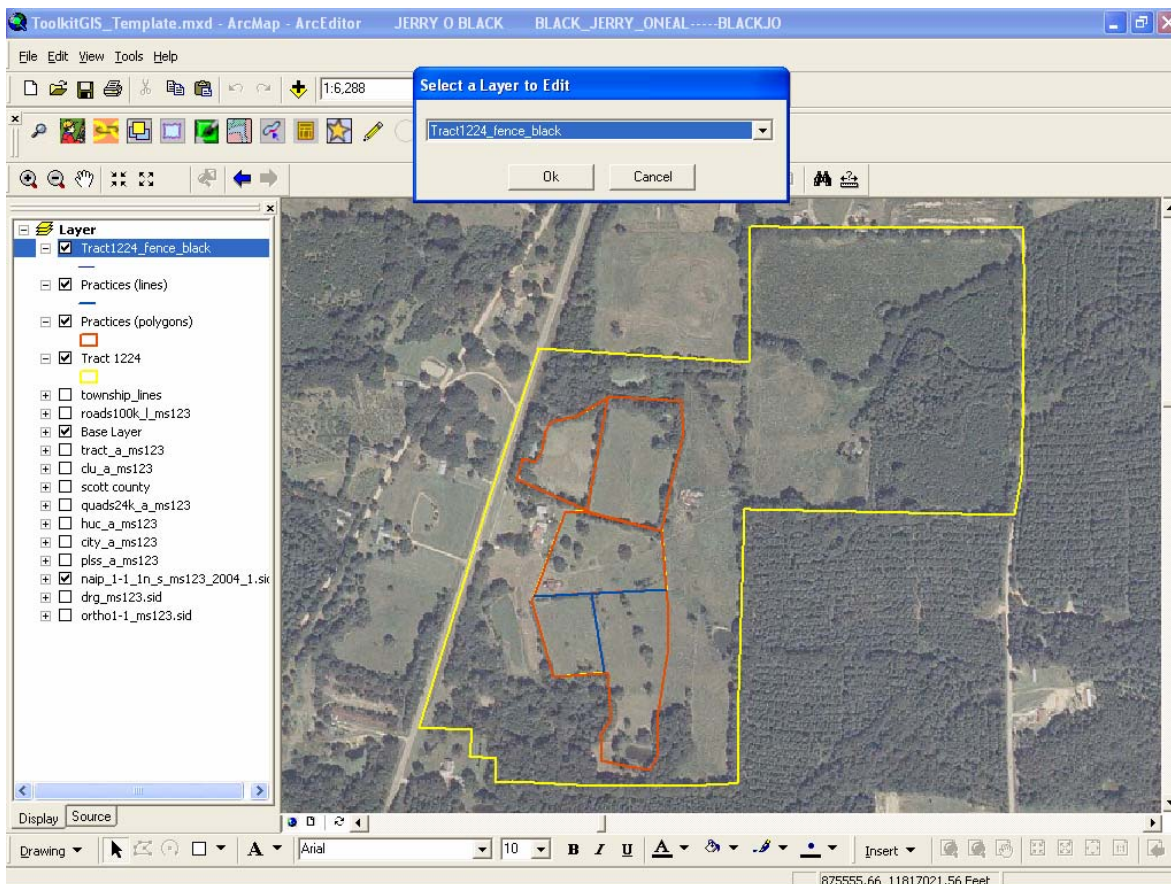 ToolkitGIS_Template.mxd - ArcMap - ArcEditor JERRY O BLACK BLACK_JERRY_ONEAL-----BLACKJO
File Edit View Tools Help
1:6,288
Select a Layer to Edit
Tract1224_fence_black
Ok Cancel
Layer
Tract1224_fence_black
Practices (lines)
Practices (polygons)
Tract 1224
township_lines
roads100k_l_ms123
Base Layer
tract_a_ms123
clu_a_ms123
scott county
quads24k_a_ms123
huc_a_ms123
city_a_ms123
plss_a_ms123
naip_1-1_1n_s_ms123_2004_1.sid
drg_ms123.sid
ortho1-1_ms123.sid
Display Source
Drawing A Arial 10 B I U A Insert 1:1
875555.66 11817021.56 Feet